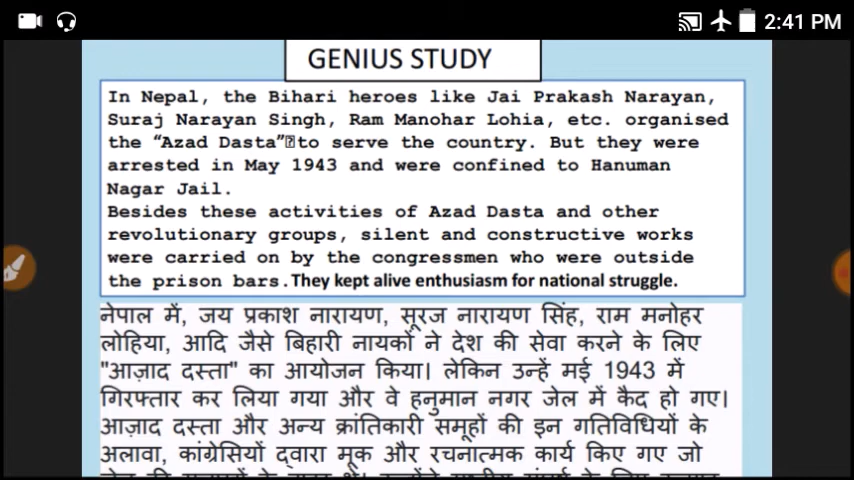 2:41 PM
GENIUS STUDY
In Nepal, the Bihari heroes like Jai Prakash Narayan,
Suraj Narayan Singh, Ram Manohar Lohia, etc. organised
the “Azad Dasta” to serve the country. But they were
arrested in May 1943 and were confined to Hanuman
Nagar Jail.
Besides these activities of Azad Dasta and other
revolutionary groups, silent and constructive works
were carried on by the congressmen who were outside
the prison bars.They kept alive enthusiasm for national struggle.
नेपाल में, जय प्रकाश नारायण, सूरज नारायण सिंह, राम मनोहर
लोहिया, आदि जैसे बिहारी नायकों ने देश की सेवा करने के लिए
"आज़ाद दस्ता" का आयोजन किया। लेकिन उन्हें मई 1943 में
गिरफ्तार कर लिया गया और वे हनुमान नगर जेल में कैद हो गए।
आज़ाद दस्ता और अन्य क्रांतिकारी समूहों की इन गतिविधियों के
अलावा, कांग्रेसियों द्वारा मूक और रचनात्मक कार्य किए गए जो